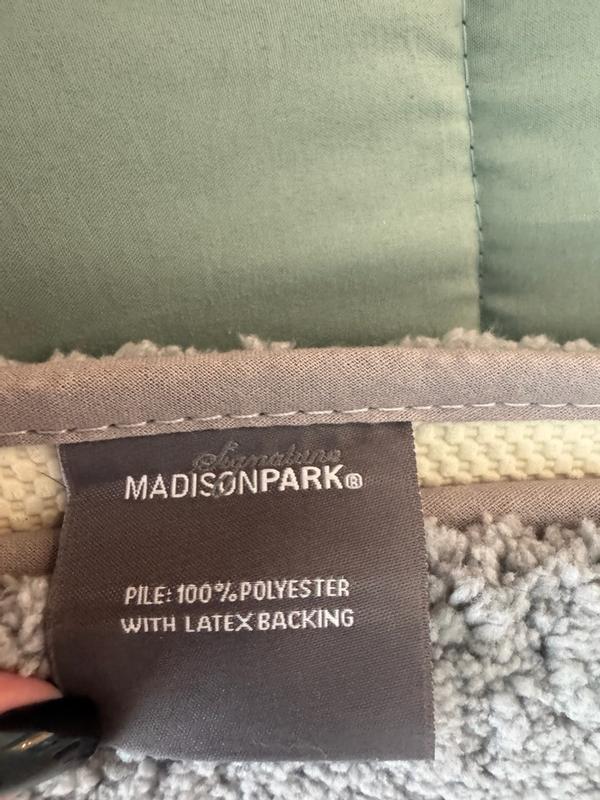 Signature
MADISONPARK®
PILE: 100% POLYESTER
WITH LATEX BACKING